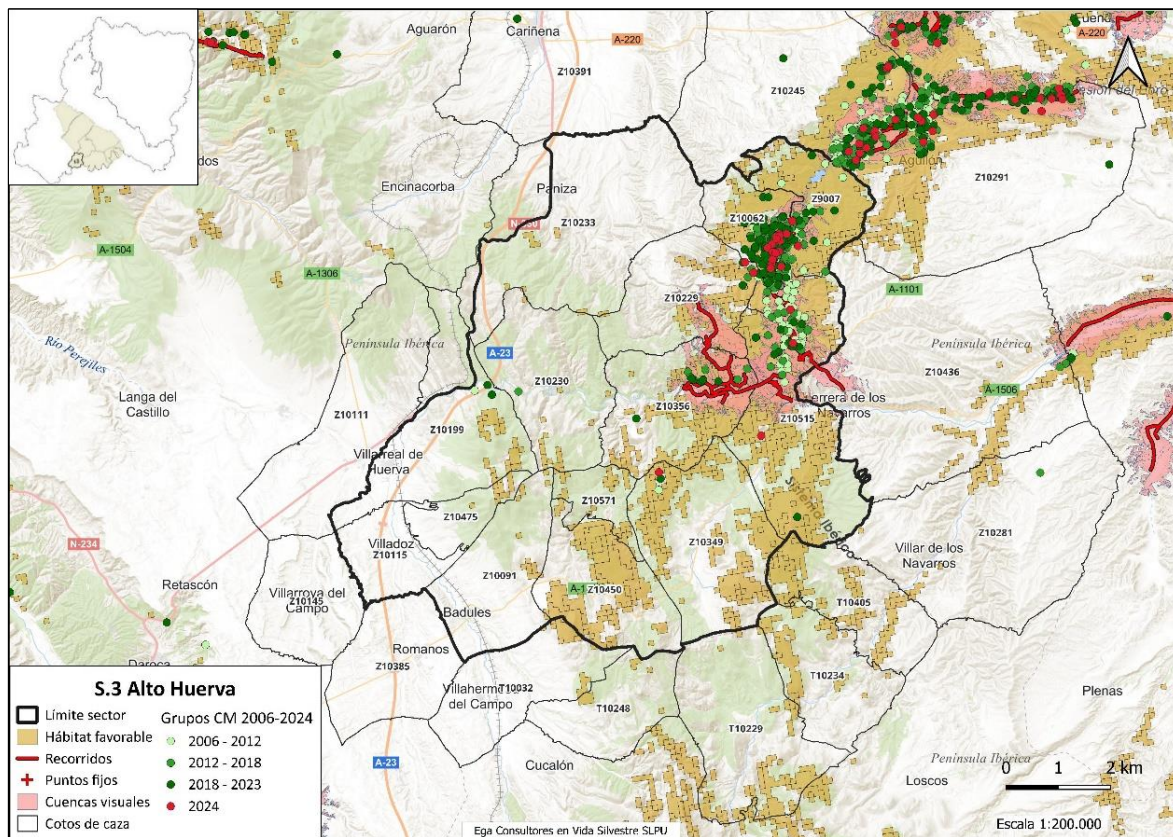 Aguarón
Cariñena
A-220
A-220
Z10391
Z10245
Encinacorba
Paniza
Z10233
Aguilón
Z10291
Z10062
Z9007
A-1504
A-1306
Z10229
A-1101
Península Ibérica
Península Ibérica
Río Perejiles
A-23
Z10230
Z10436
A-1506
Langa del
Castillo
Z10111
Z10199
Z10356
Z10515
Navarros
Villarreal de
Huerva
Z10475
Z10571
Sistema Ibérico
Z10281
N-234
Villadoz
Z10115
Z10349
Villar de los
Navarros
Retascón
Z10091
Z10450
Villarroya del
Campo
Z10145
Badules
T10405
Daroca
Romanos
Z10385
T10234
Villahermosa
del Campo
T10032
T10248
T10229
Plenas
A-23
Cucalón
Península Ibérica
Loscos
S.3 Alto Huerva
Límite sector
Hábitat favorable
Recorridos
Puntos fijos
Cuencas visuales
Cotos de caza
Grupos CM 2006-2024
2006 - 2012
2012 - 2018
2018 - 2023
2024
0 1 2 km
Escala 1:200.000
Ega Consultores en Vida Silvestre SLPU